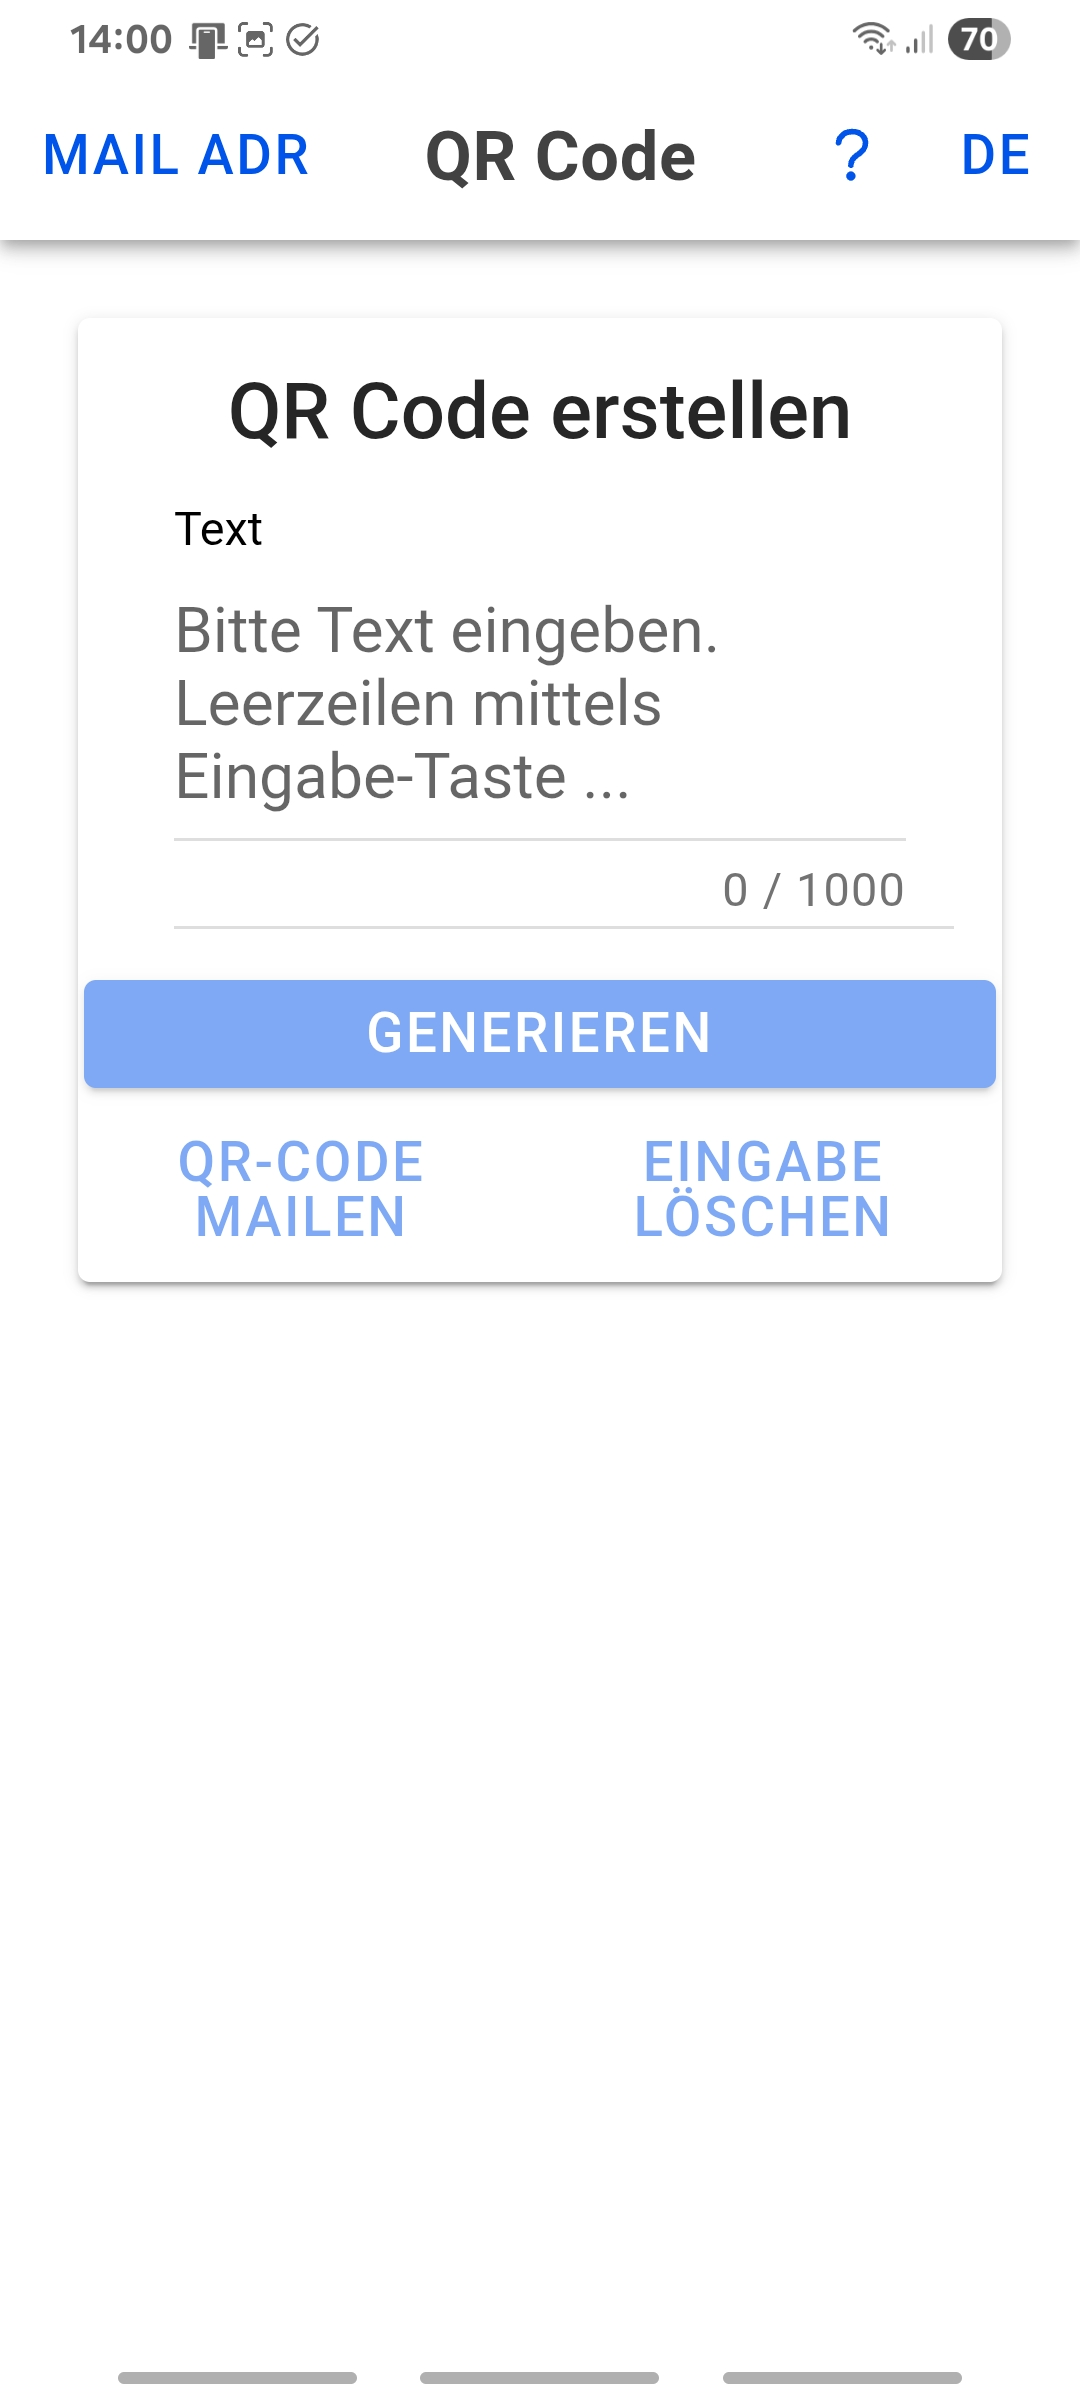 14:00
70
MAIL ADR
QR Code
?
DE
QR Code erstellen
Text
Bitte Text eingeben.
Leerzeilen mittels
Eingabe-Taste ...
0 / 1000
GENERIEREN
QR-CODE
MAILEN
EINGABE
LÖSCHEN